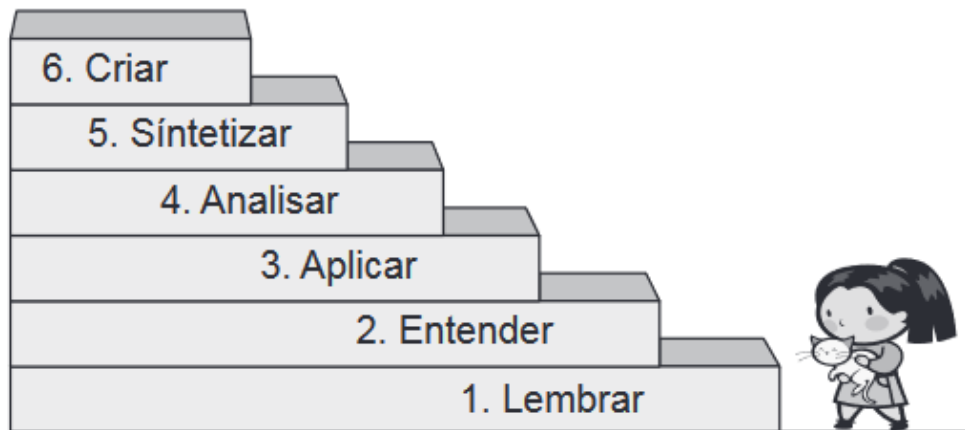 6. Criar
5. Síntetizar
4. Analisar
3. Aplicar
2. Entender
1. Lembrar